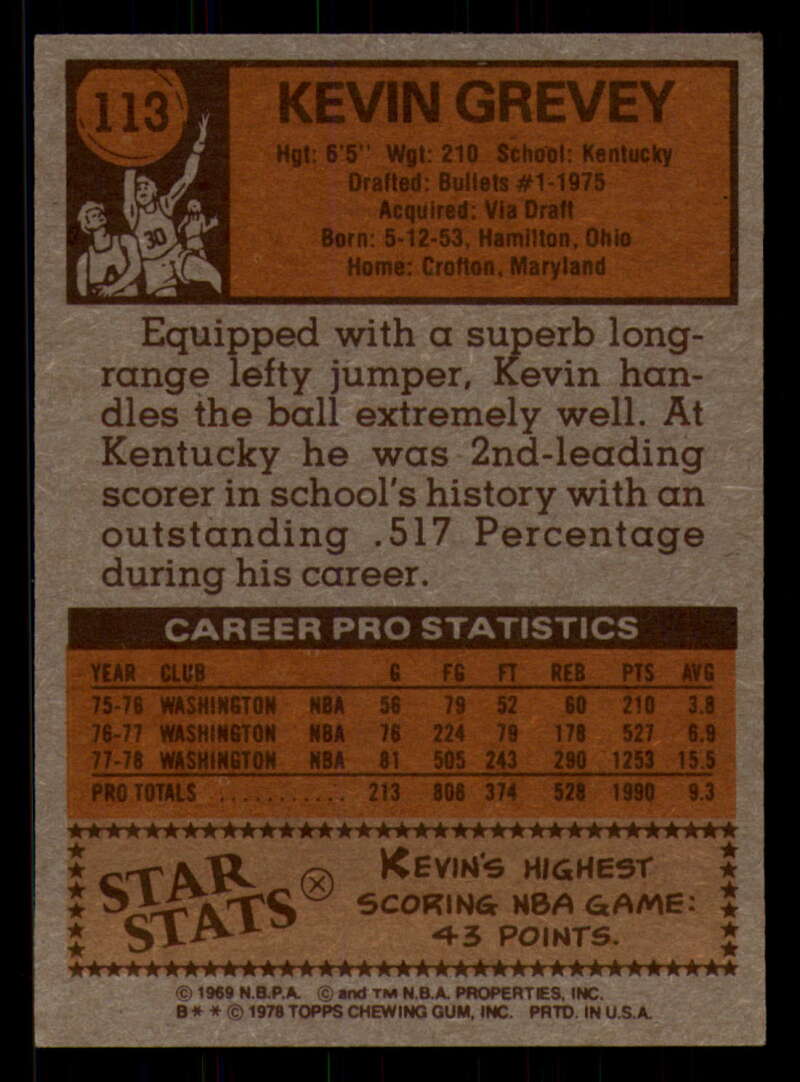 113
30
KEVIN GREVEY
Hgt: 6'5" Wgt: 210 School: Kentucky
Drafted: Bullets #1-1975
Acquired: Via Draft
Born: 5-12-53, Hamilton, Ohio
Home: Crofton, Maryland
Equipped with a superb long-
range lefty jumper, Kevin han-
dles the ball extremely well. At
Kentucky he was 2nd-leading
scorer in school's history with an
outstanding .517 Percentage
during his career.
CAREER PRO STATISTICS
YEAR CLUB G FG FT REB PTS AVG
75-76 WASHINGTON NBA 56 79 52 60 210 3.8
76-77 WASHINGTON NBA 76 224 79 178 527 6.9
77-78 WASHINGTON NBA 81 505 243 290 1253 15.5
PRO TOTALS ............ 213 808 374 528 1990 9.3
STAR
STATS
KEVIN'S HIGHEST
SCORING NBA GAME:
43 POINTS.
© 1969 N.B.P.A. © and TM N.B.A. PROPERTIES, INC.
B* * © 1978 TOPPS CHEWING GUM, INC. PRTD. IN U.S.A.